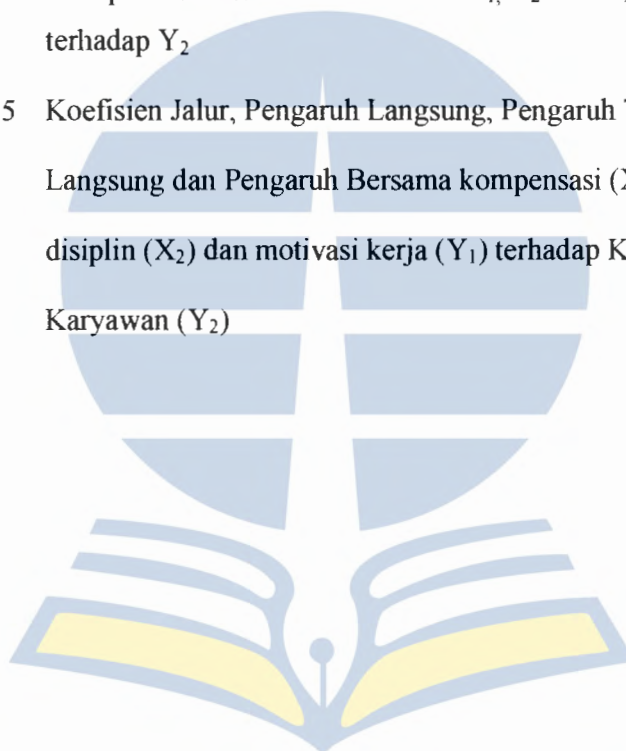 terhadap Y₂
5 Koefisien Jalur, Pengaruh Langsung, Pengaruh
Langsung dan Pengaruh Bersama kompensasi
disiplin (X₂) dan motivasi kerja (Y₁) terhadap
Karyawan (Y₂)